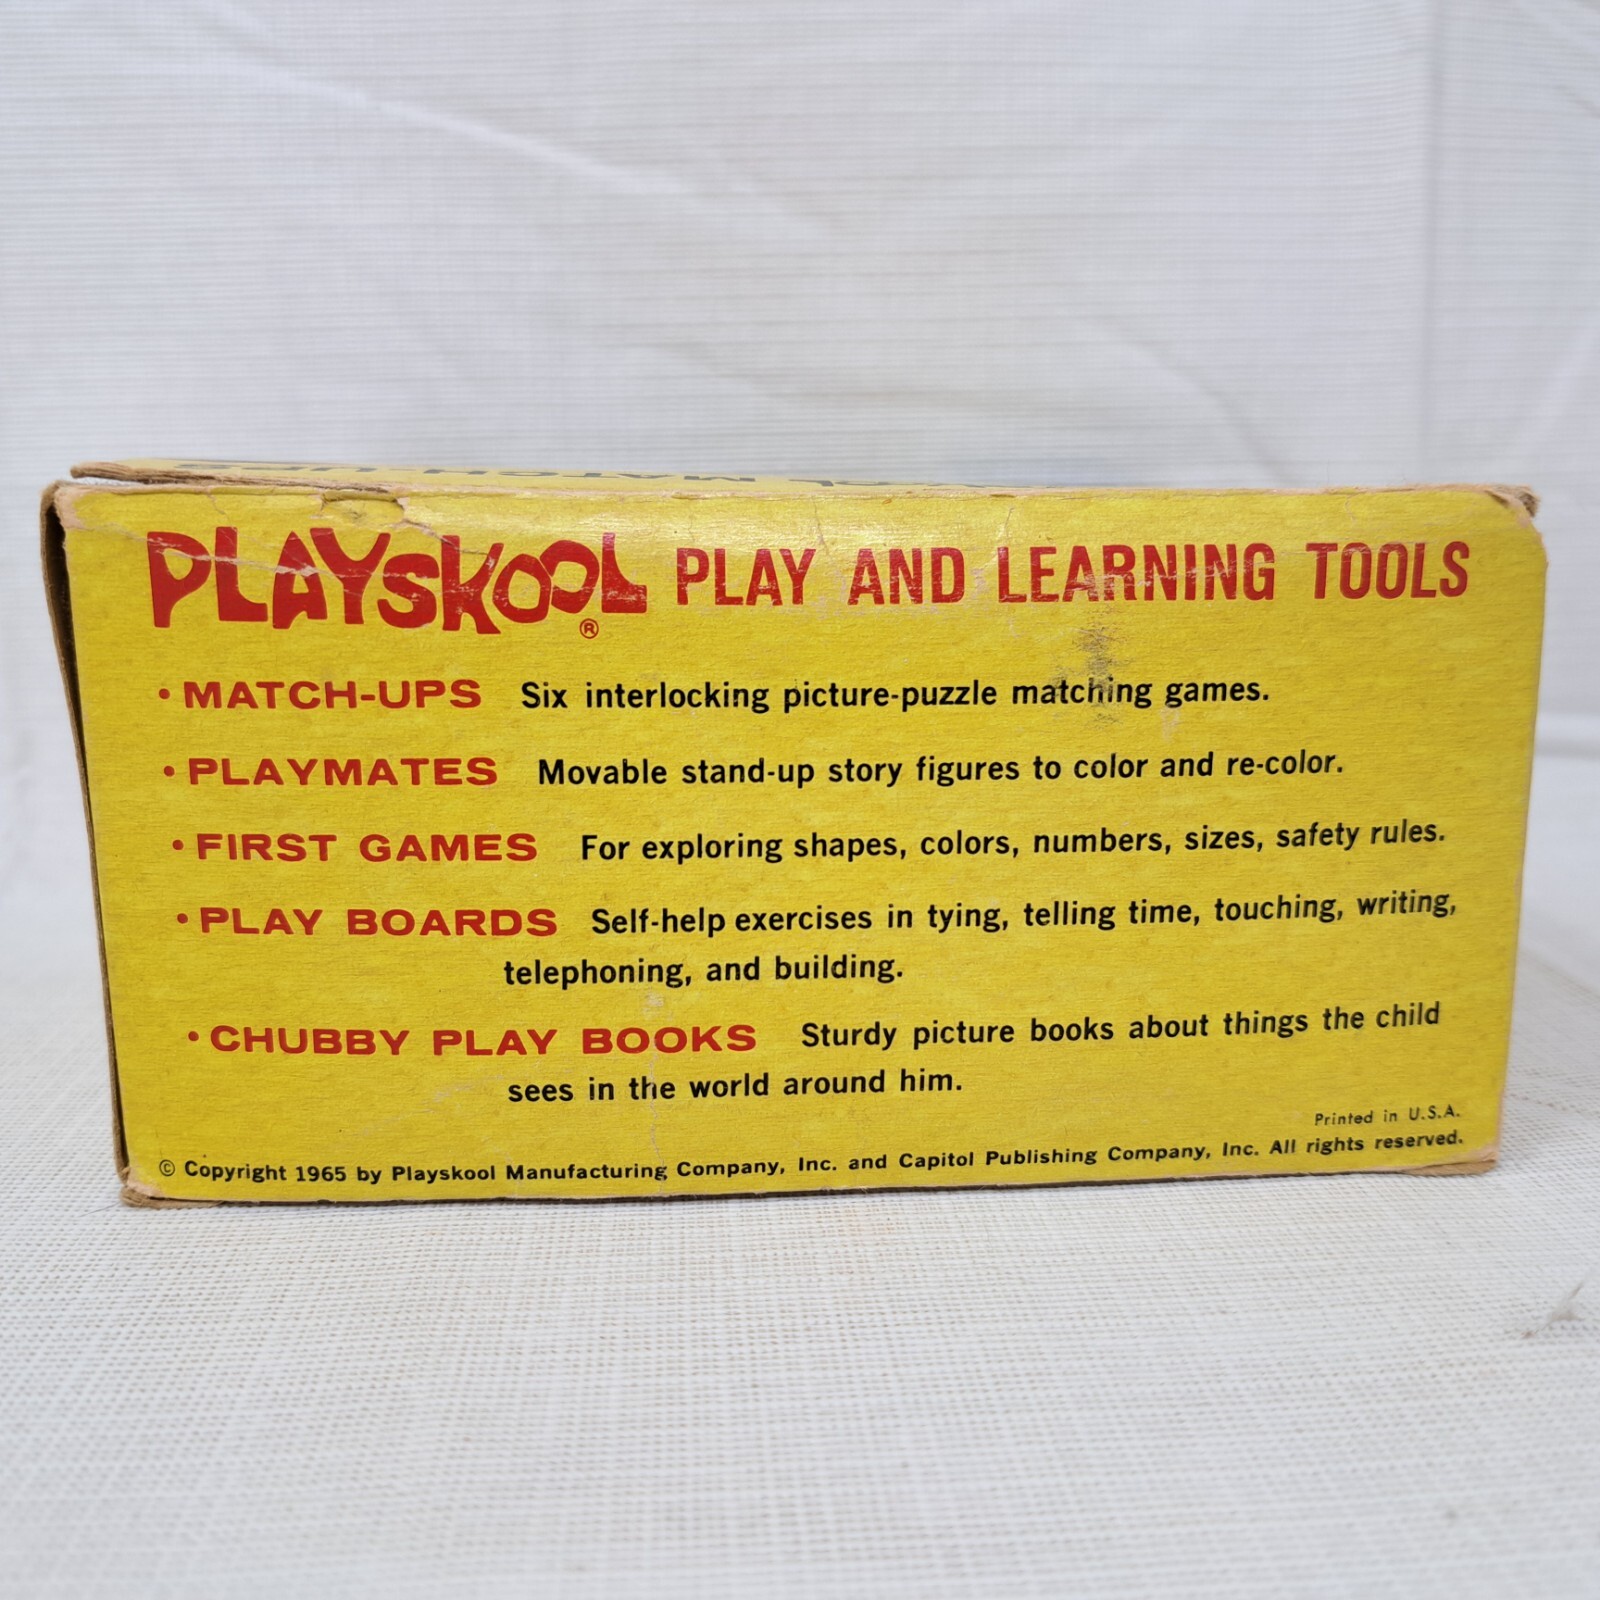 MATCH-UPS
PLAYSKOOL® PLAY AND LEARNING TOOLS
• MATCH-UPS Six interlocking picture-puzzle matching games.
• PLAYMATES Movable stand-up story figures to color and re-color.
• FIRST GAMES For exploring shapes, colors, numbers, sizes, safety rules.
• PLAY BOARDS Self-help exercises in tying, telling time, touching, writing,
telephoning, and building.
• CHUBBY PLAY BOOKS Sturdy picture books about things the child
sees in the world around him.
Printed in U.S.A.
© Copyright 1965 by Playskool Manufacturing Company, Inc. and Capitol Publishing Company, Inc. All rights reserved.